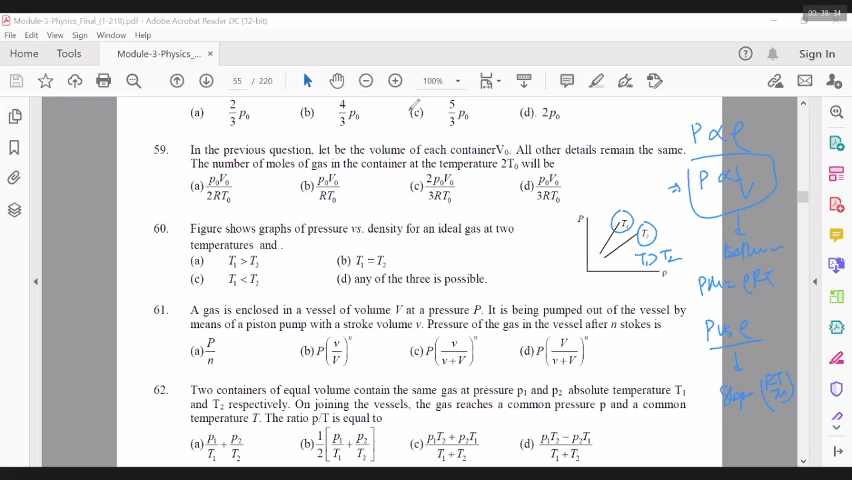 00:38:34
Module-3-Physics_Final_(1-218).pdf - Adobe Acrobat Reader DC (32-bit)
File Edit View Sign Window Help
Home Tools Module-3-Physics_... × Sign In
55 / 220 100%
(a) 2/3 p₀ (b) 4/3 p₀ (c) 5/3 p₀ (d). 2p₀
59. In the previous question, let be the volume of each containerV₀. All other details remain the same.
The number of moles of gas in the container at the temperature 2T₀ will be
(a) p₀V₀/2RT₀ (b) p₀V₀/RT₀ (c) 2p₀V₀/3RT₀ (d) p₀V₀/3RT₀
60. Figure shows graphs of pressure vs. density for an ideal gas at two
temperatures and .
(a) T₁ > T₂ (b) T₁ = T₂
(c) T₁ < T₂ (d) any of the three is possible.
P T₁ T₂ ρ
T₁ > T₂
61. A gas is enclosed in a vessel of volume V at a pressure P. It is being pumped out of the vessel by
means of a piston pump with a stroke volume v. Pressure of the gas in the vessel after n stokes is
(a) P/n (b) P(v/V)ⁿ (c) P(v/(v+V))ⁿ (d) P(V/(v+V))ⁿ
62. Two containers of equal volume contain the same gas at pressure p₁ and p₂ absolute temperature T₁
and T₂ respectively. On joining the vessels, the gas reaches a common pressure p and a common
temperature T. The ratio p/T is equal to
(a) p₁/T₁ + p₂/T₂ (b) 1/2[p₁/T₁ + p₂/T₂] (c) (p₁T₂ + p₂T₁)/(T₁ + T₂) (d) (p₁T₂ − p₂T₁)/(T₁ + T₂)
P ∝ ρ
⇒ P ∝ 1/V
PM = ρRT
P vs ρ
Slop (RT/M)